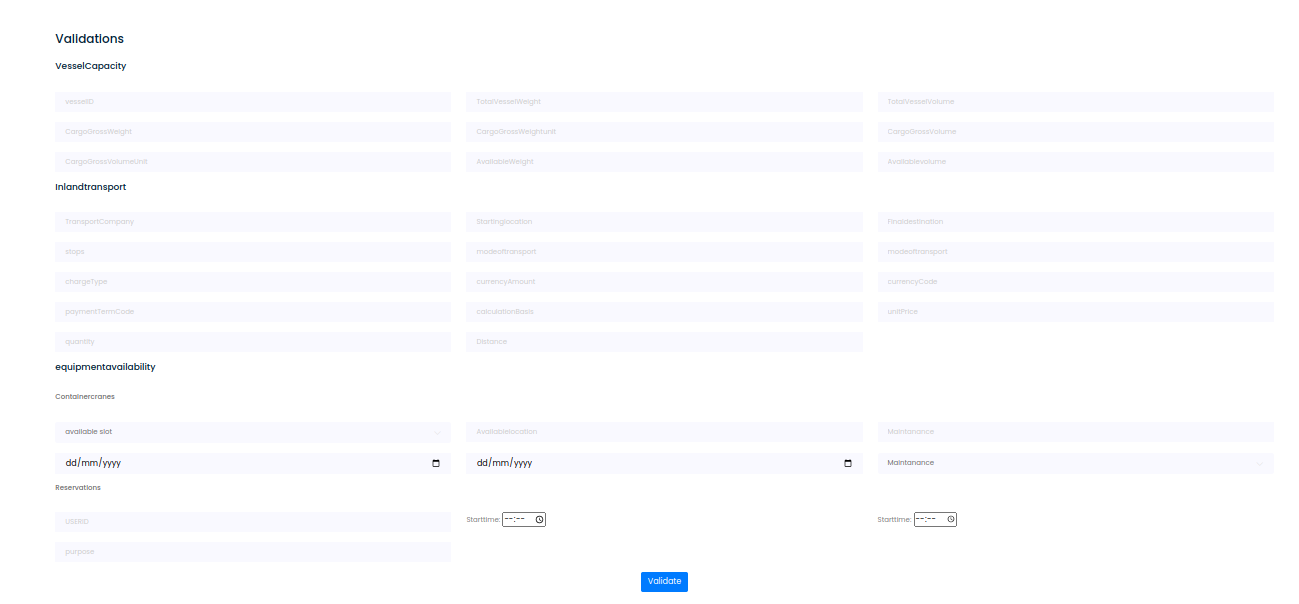 Validations
VesselCapacity
vesselID TotalVesselWeight TotalVesselVolume
CargoGrossWeight CargoGrossWeightunit CargoGrossVolume
CargoGrossVolumeUnit AvailableWeight Availablevolume
Inlandtransport
TransportCompany Startinglocation Finaldestination
stops modeoftransport modeoftransport
chargeType currencyAmount currencyCode
paymentTermCode calculationBasis unitPrice
quantity Distance
equipmentavailability
Containercranes
available slot Availablelocation Maintanance
dd/mm/yyyy dd/mm/yyyy Maintanance
Reservations
USERID Starttime: --:-- Starttime: --:--
purpose
Validate